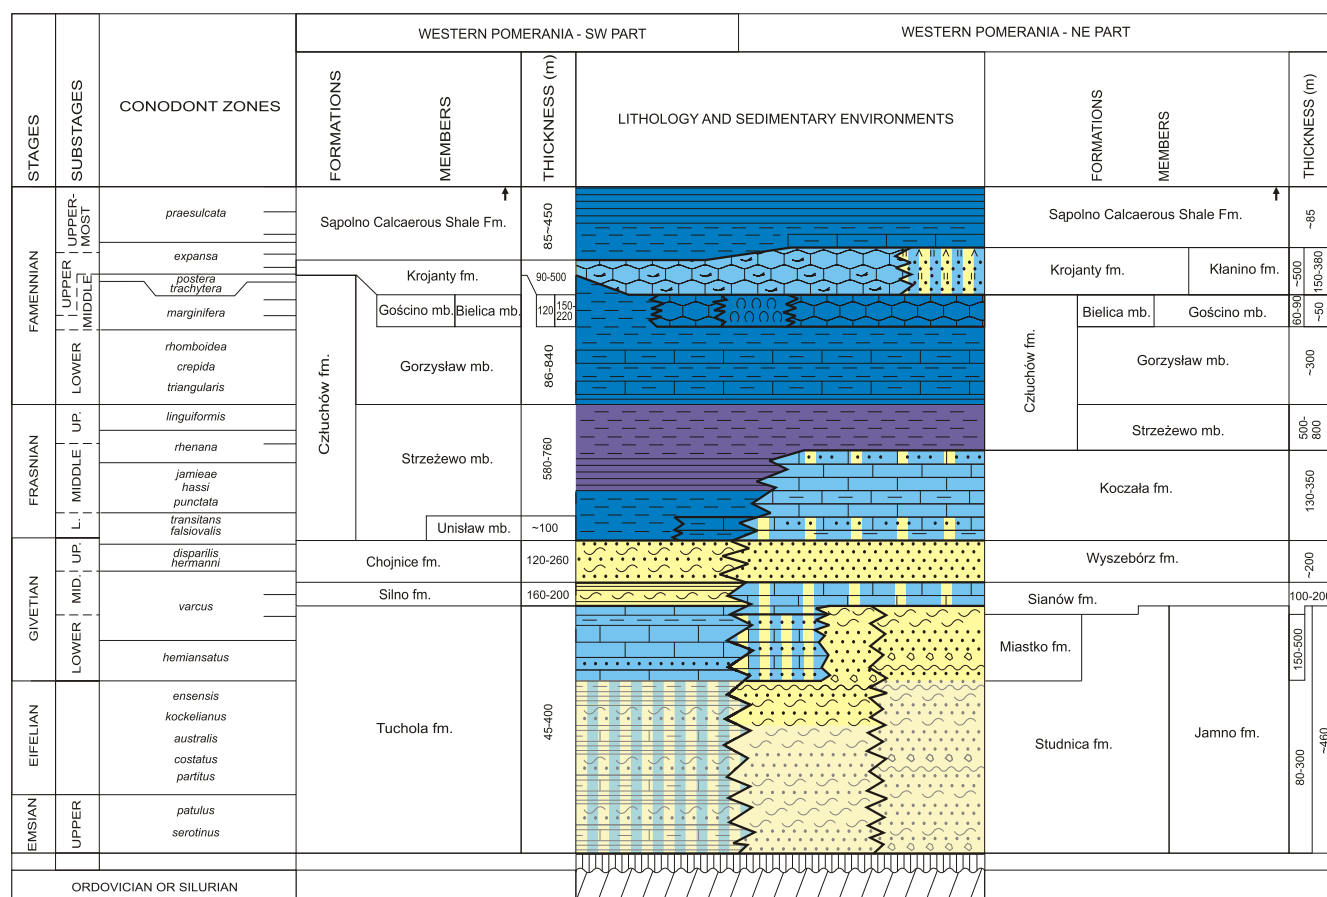 WESTERN POMERANIA - SW PART
WESTERN POMERANIA - NE PART
STAGES
SUBSTAGES
CONODONT ZONES
FORMATIONS
MEMBERS
THICKNESS (m)
LITHOLOGY AND SEDIMENTARY ENVIRONMENTS
FORMATIONS
MEMBERS
THICKNESS (m)
FAMENNIAN
UPPER-
MOST
UPPER
MIDDLE
LOWER
praesulcata
expansa
postera
trachytera
marginifera
rhomboidea
crepida
triangularis
FRASNIAN
UP.
MIDDLE
L.
linguiformis
rhenana
jamieae
hassi
punctata
transitans
falsiovalis
GIVETIAN
UP.
MID.
LOWER
disparilis
hermanni
varcus
hemiansatus
EIFELIAN
ensensis
kockelianus
australis
costatus
partitus
EMSIAN
UPPER
patulus
serotinus
ORDOVICIAN OR SILURIAN
Sąpolno Calcaerous Shale Fm.
85~450
Krojanty fm.
90-500
Człuchów fm.
Gościno mb.
Bielica mb.
120
150-
220
Gorzysław mb.
86-840
Strzeżewo mb.
580-760
Unisław mb.
~100
Chojnice fm.
120-260
Silno fm.
160-200
Tuchola fm.
45-400
Sąpolno Calcaerous Shale Fm.
~85
Krojanty fm.
Kłanino fm.
~500
150-380
Człuchów fm.
Bielica mb.
Gościno mb.
60-90
~50
Gorzysław mb.
~300
Strzeżewo mb.
500-
800
Koczała fm.
130-350
Wyszebórz fm.
~200
Sianów fm.
100-200
Miastko fm.
150-500
Studnica fm.
Jamno fm.
80-300
~460